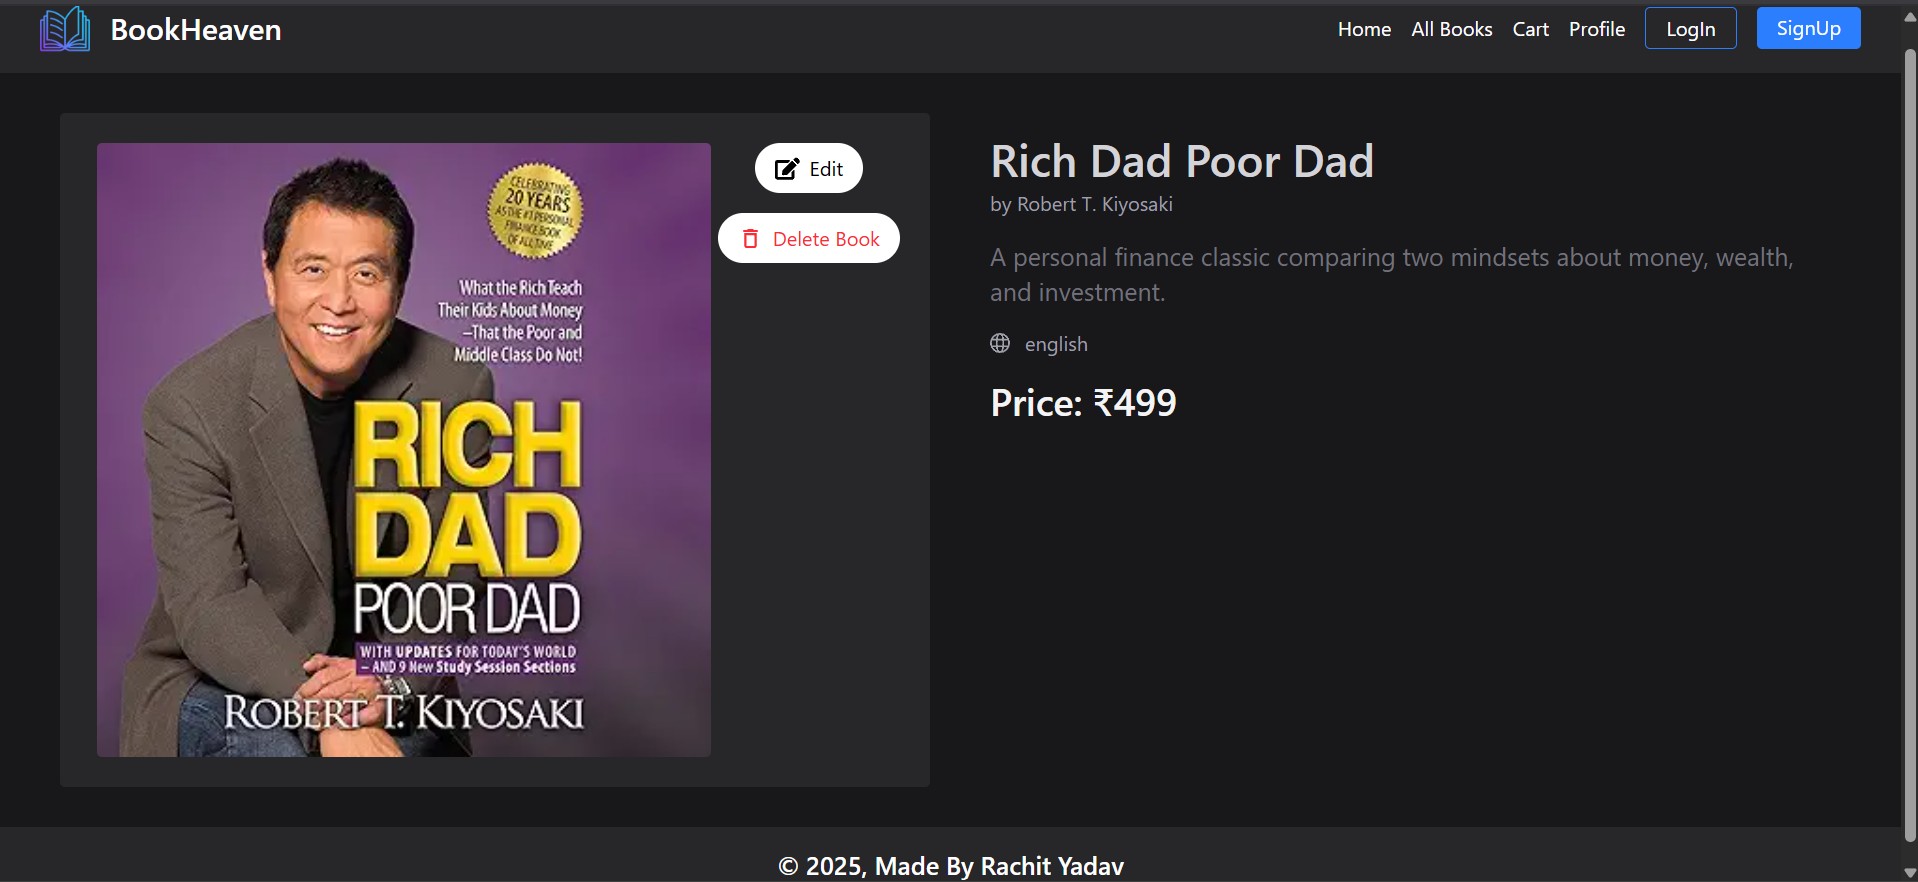 BookHeaven
Home
All Books
Cart
Profile
LogIn
SignUp
CELEBRATING
20 YEARS
AS THE #1 PERSONAL
FINANCE BOOK
OF ALL TIME
What the Rich Teach
Their Kids About Money
–That the Poor and
Middle Class Do Not!
RICH
DAD
POOR DAD
WITH UPDATES FOR TODAY'S WORLD
– AND 9 New Study Session Sections
ROBERT T. KIYOSAKI
Edit
Delete Book
Rich Dad Poor Dad
by Robert T. Kiyosaki
A personal finance classic comparing two mindsets about money, wealth,
and investment.
english
Price: ₹499
© 2025, Made By Rachit Yadav